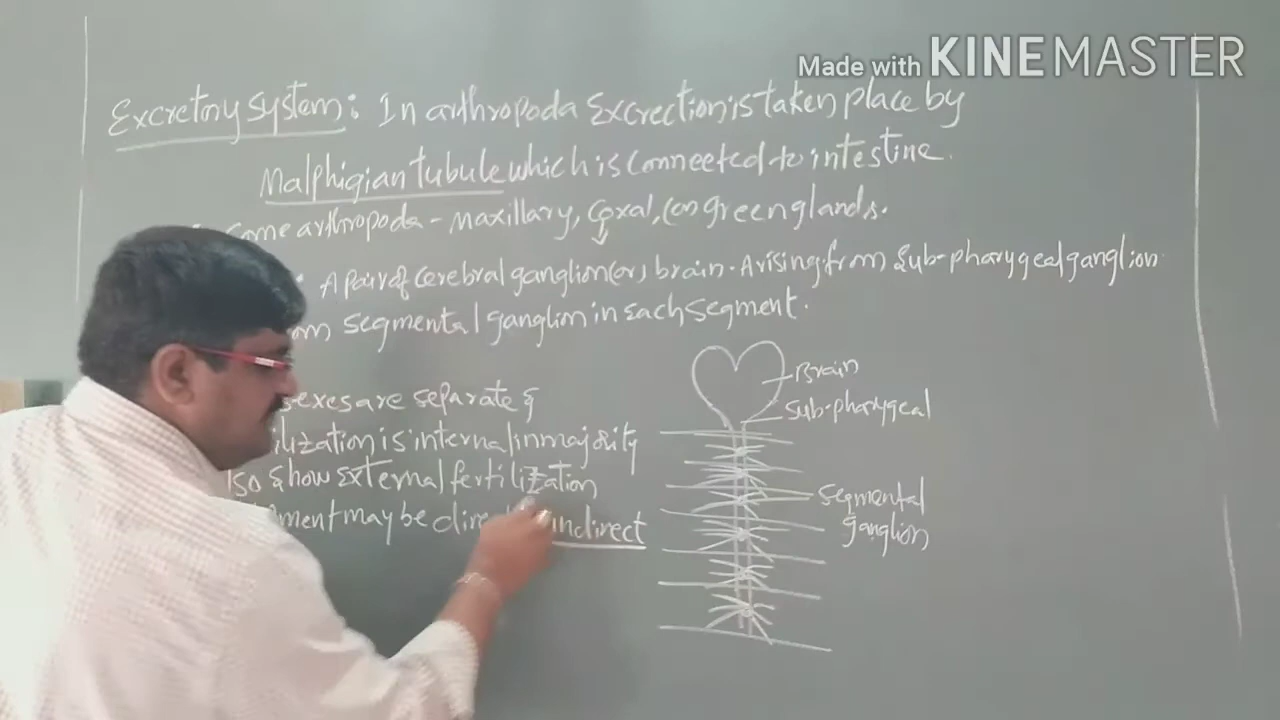 Made with KINEMASTER
Excretory system: In arthropoda Excrection is taken place by
Malphigian tubule which is connected to intestine.
some arthropoda - maxillary, Coxal, (or) green glands.
A pair of cerebral ganglion (or) brain. Arising from Sub-pharygeal ganglion
segmental ganglion in each segment.
Brain
Sub-pharygeal
sexes are separate &
ilization is internal in majority
lso show External fertilization
ment may be direct indirect
segmental
ganglion